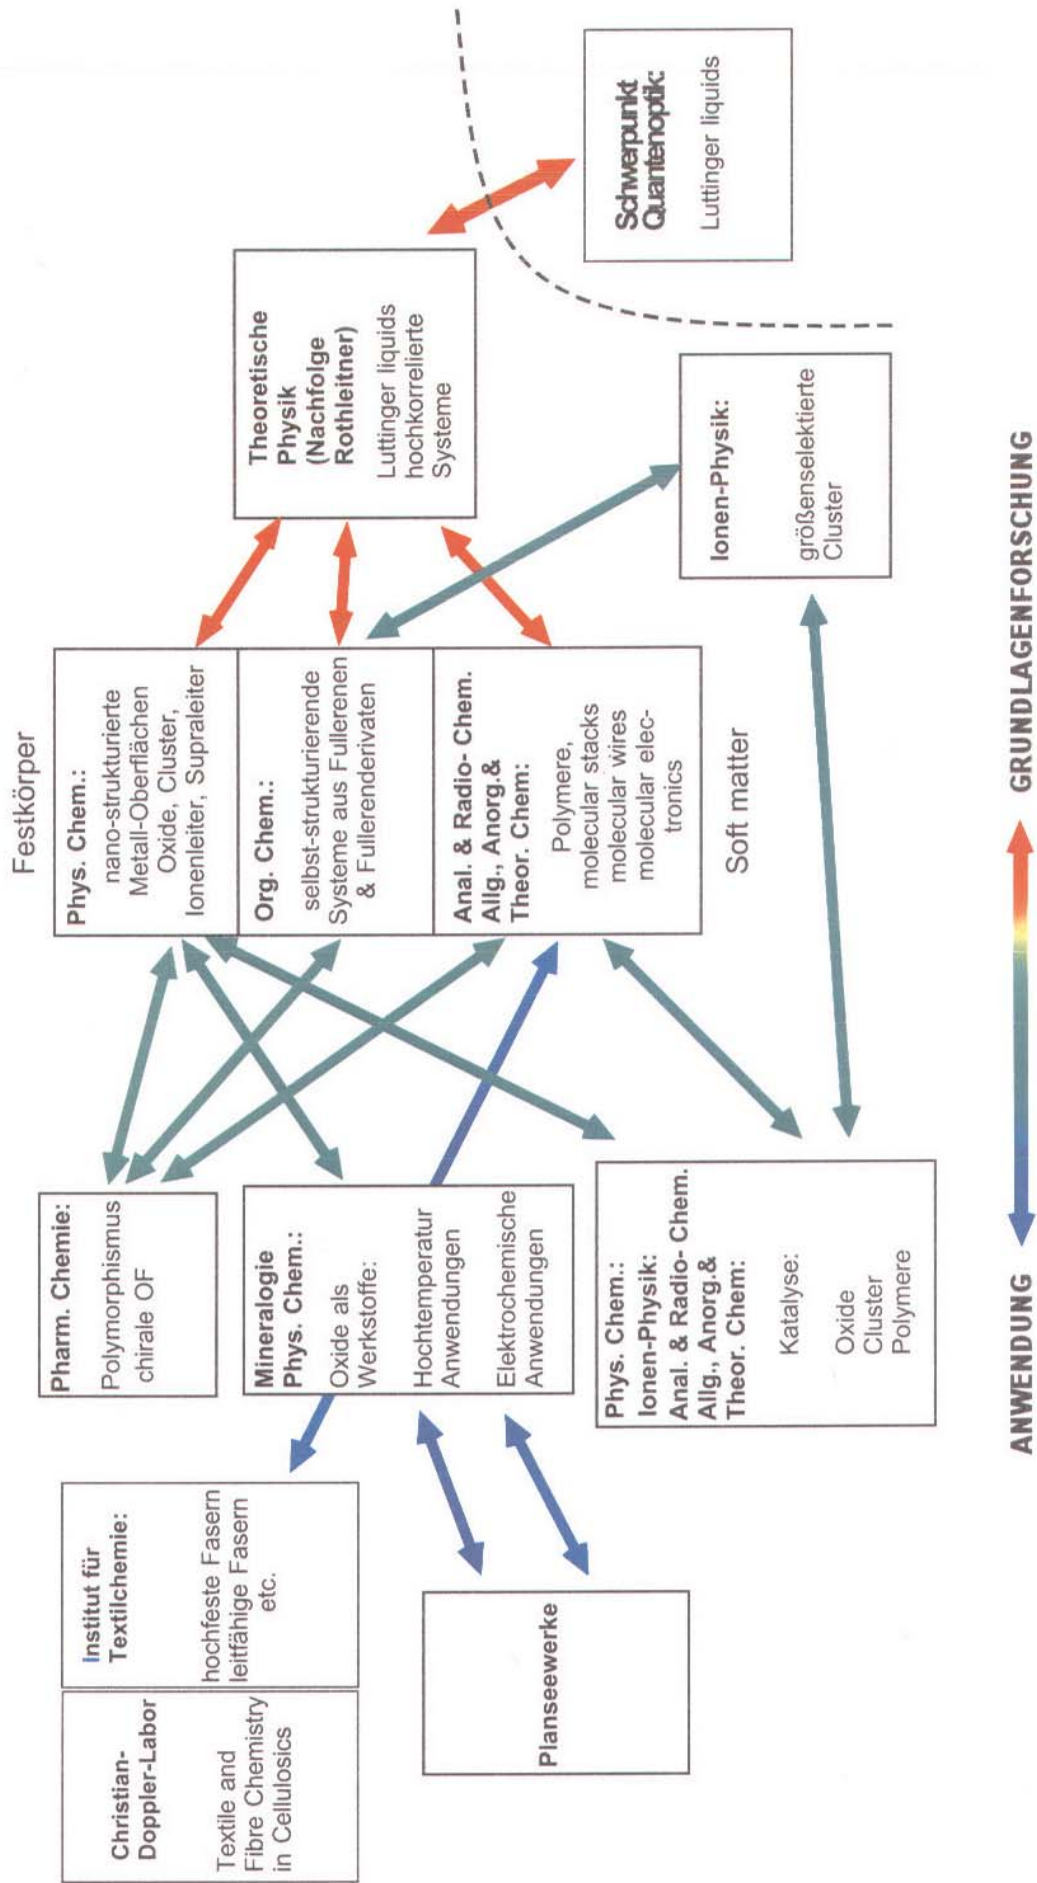 Christian-
Doppler-Labor
Textile and
Fibre Chemistry
in Cellulosics
Institut für
Textilchemie:
hochfeste Fasern
leitfähige Fasern
etc.
Planseewerke
Pharm. Chemie:
Polymorphismus
chirale OF
Mineralogie
Phys. Chem.:
Oxide als
Werkstoffe:
Hochtemperatur
Anwendungen
Elektrochemische
Anwendungen
Phys. Chem.:
Ionen-Physik:
Anal. & Radio- Chem.
Allg., Anorg.&
Theor. Chem:
Katalyse:
Oxide
Cluster
Polymere
Festkörper
Phys. Chem.:
nano-strukturierte
Metall-Oberflächen
Oxide, Cluster,
Ionenleiter, Supraleiter
Org. Chem.:
selbst-strukturierende
Systeme aus Fullerenen
& Fullerenderivaten
Anal. & Radio- Chem.
Allg., Anorg.&
Theor. Chem:
Polymere,
molecular stacks
molecular wires
molecular elec-
tronics
Soft matter
Theoretische
Physik
(Nachfolge
Rothleitner)
Luttinger liquids
hochkorrelierte
Systeme
Ionen-Physik:
größenselektierte
Cluster
Schwerpunkt
Quantenoptik:
Luttinger liquids
ANWENDUNG
GRUNDLAGENFORSCHUNG